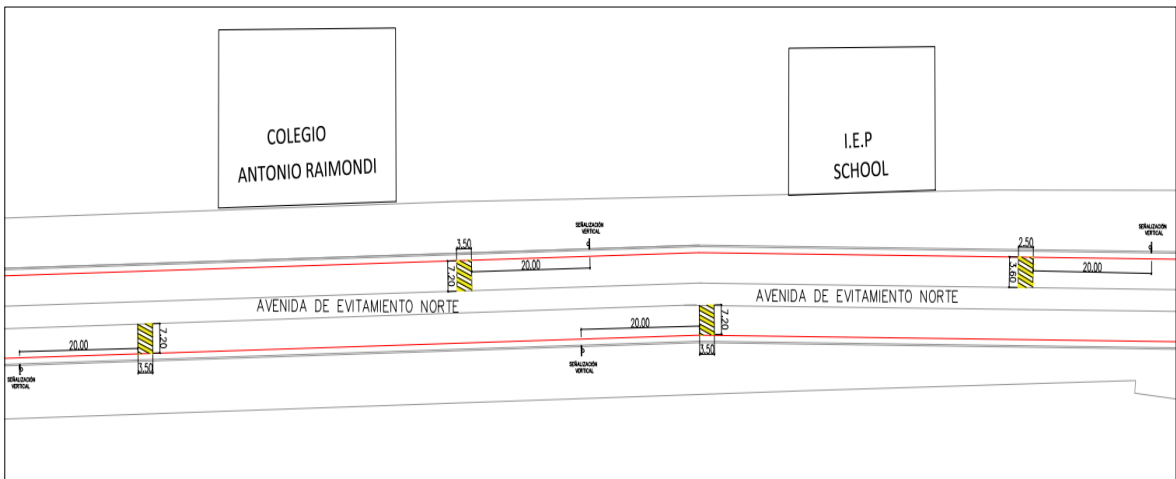 COLEGIO
ANTONIO RAIMONDI
I.E.P
SCHOOL
SEÑALIZACIÓN
VERTICAL
SEÑALIZACIÓN
VERTICAL
3.50
7.20
20.00
2.50
3.60
20.00
AVENIDA DE EVITAMIENTO NORTE
AVENIDA DE EVITAMIENTO NORTE
20.00
7.20
3.50
20.00
7.20
3.50
SEÑALIZACIÓN
VERTICAL
SEÑALIZACIÓN
VERTICAL